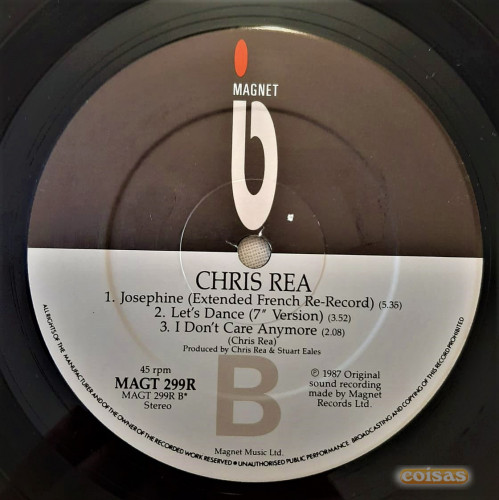 MAGNET
CHRIS REA
1. Josephine (Extended French Re-Record) (5.35)
2. Let's Dance (7" Version) (3.52)
3. I Don't Care Anymore (2.08)
(Chris Rea)
Produced by Chris Rea & Stuart Eales
45 rpm
MAGT 299R
MAGT 299R B*
Stereo
B
℗ 1987 Original
sound recording
made by Magnet
Records Ltd.
Magnet Music Ltd.
ALL RIGHTS OF THE MANUFACTURER AND OF THE OWNER OF THE RECORDED WORK RESERVED ● UNAUTHORISED PUBLIC PERFORMANCE, BROADCASTING AND COPYING OF THIS RECORD PROHIBITED
coisas